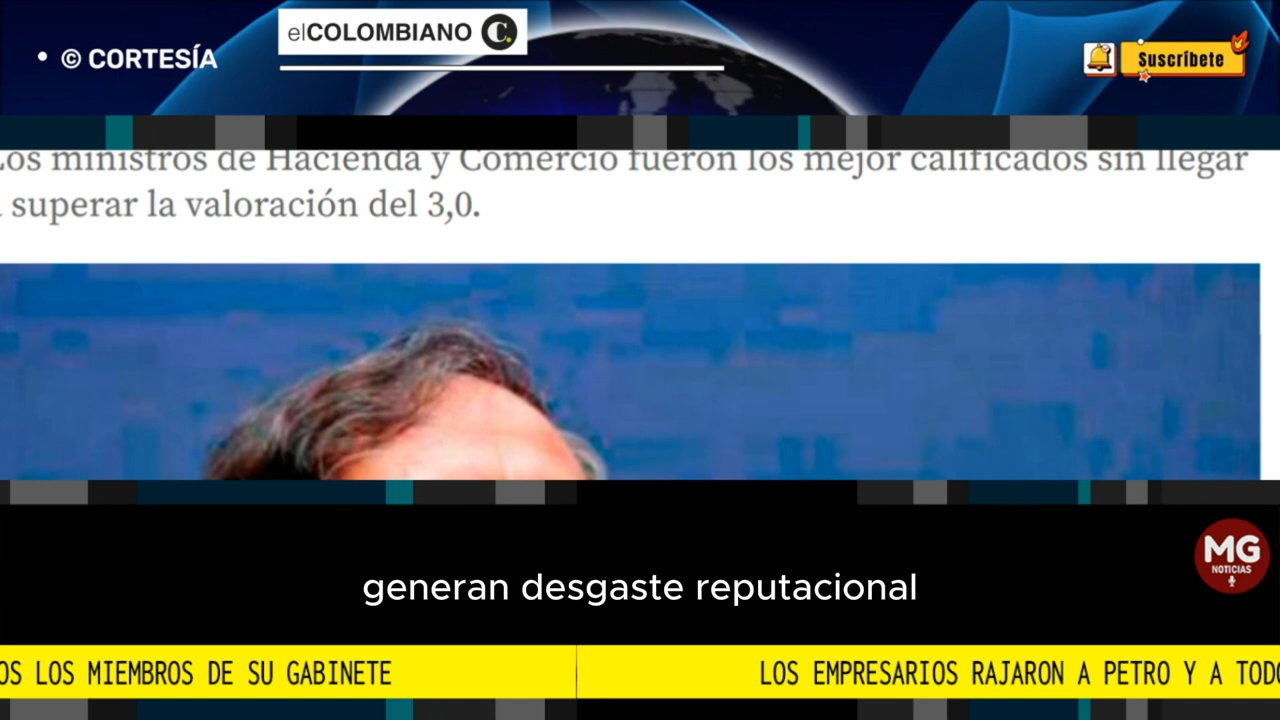 • © CORTESÍA
elCOLOMBIANO C.
Suscríbete
Los ministros de Hacienda y Comercio fueron los mejor calificados sin llegar
a superar la valoración del 3,0.
MG
NOTICIAS
generan desgaste reputacional
OS LOS MIEMBROS DE SU GABINETE
LOS EMPRESARIOS RAJARON A PETRO Y A TODO